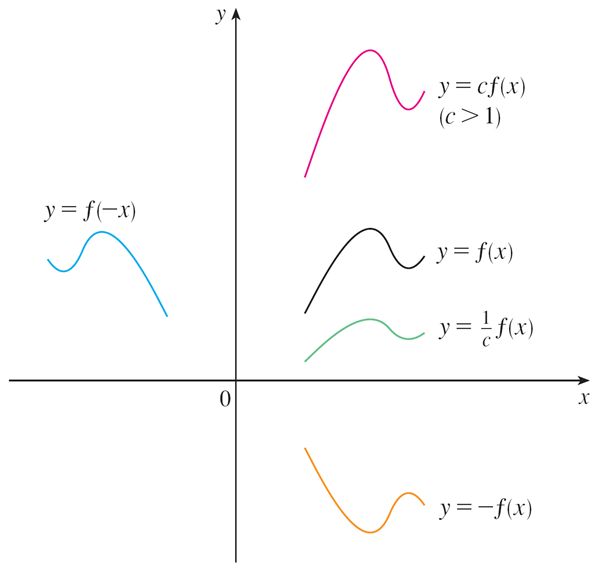 y
y = cf(x)
(c > 1)
y = f(−x)
y = f(x)
y = 1/c f(x)
0
x
y = −f(x)